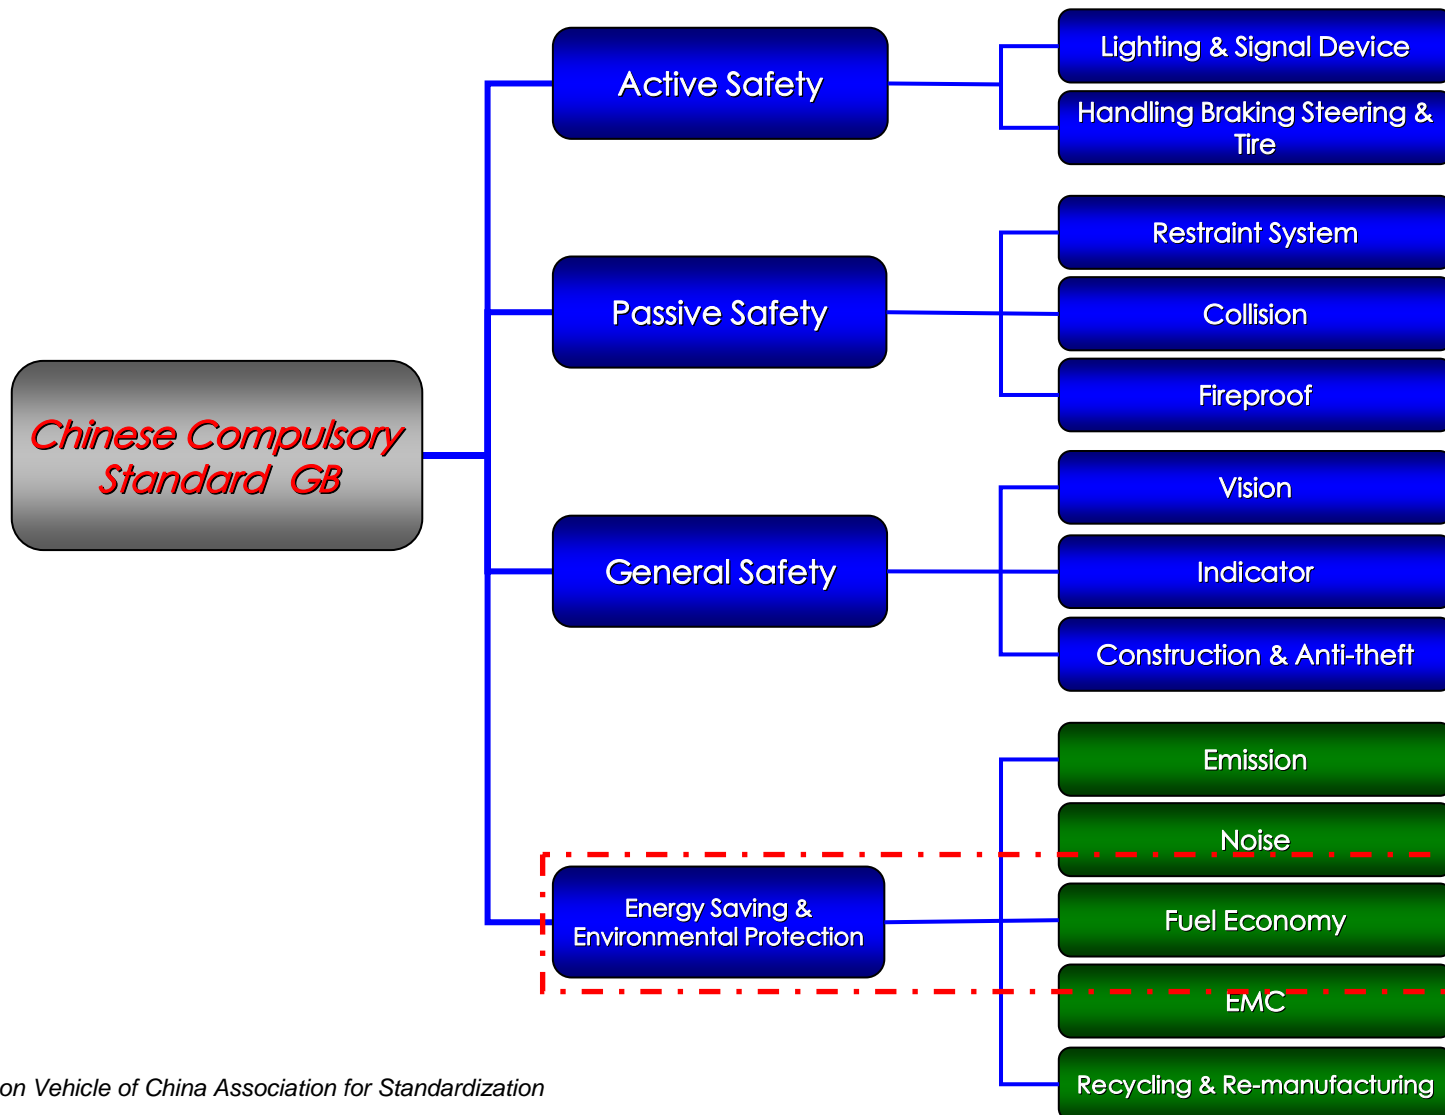 Lighting & Signal Device
Active Safety
Handling Braking Steering &
Tire
Restraint System
Passive Safety
Collision
Fireproof
Chinese Compulsory
Standard GB
Vision
General Safety
Indicator
Construction & Anti-theft
Emission
Noise
Energy Saving &
Environmental Protection
Fuel Economy
EMC
Recycling & Re-manufacturing
on Vehicle of China Association for Standardization